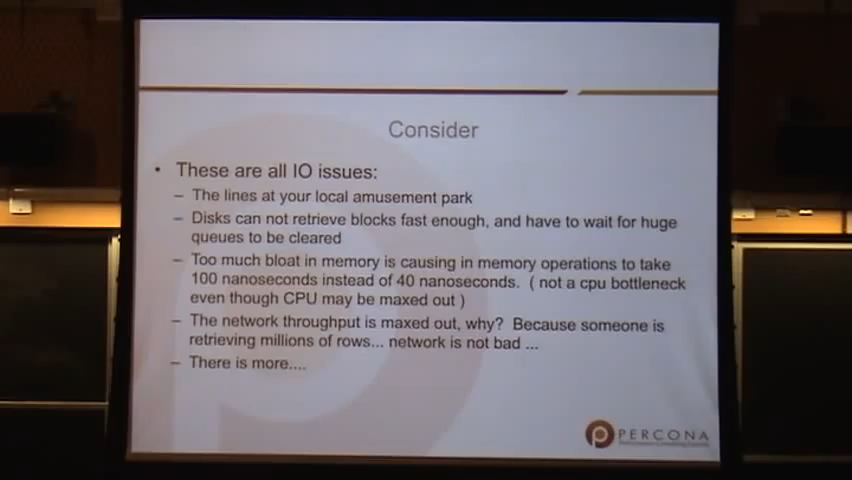 Consider
• These are all IO issues:
– The lines at your local amusement park
– Disks can not retrieve blocks fast enough, and have to wait for huge
queues to be cleared
– Too much bloat in memory is causing in memory operations to take
100 nanoseconds instead of 40 nanoseconds. ( not a cpu bottleneck
even though CPU may be maxed out )
– The network throughput is maxed out, why? Because someone is
retrieving millions of rows... network is not bad ...
– There is more....
PERCONA